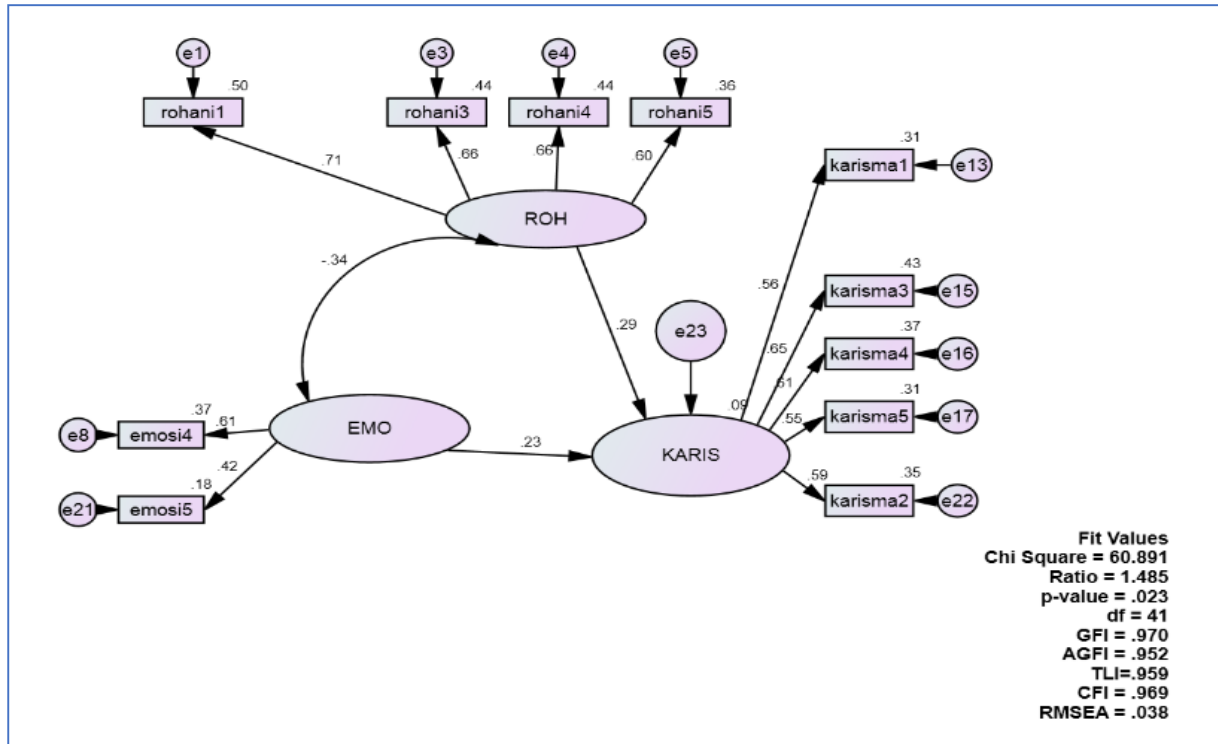 e1
e3
e4
e5
.50
.44
.44
.36
rohani1
rohani3
rohani4
rohani5
.71
.66
.66
.60
ROH
.31
karisma1
e13
-.34
.56
.43
karisma3
e15
.29
e23
.65
.37
karisma4
e16
.61
.31
karisma5
e17
.55
.09
.37
.61
e8
emosi4
EMO
.23
KARIS
.42
.18
e21
emosi5
.59
.35
karisma2
e22
Fit Values
Chi Square = 60.891
Ratio = 1.485
p-value = .023
df = 41
GFI = .970
AGFI = .952
TLI=.959
CFI = .969
RMSEA = .038